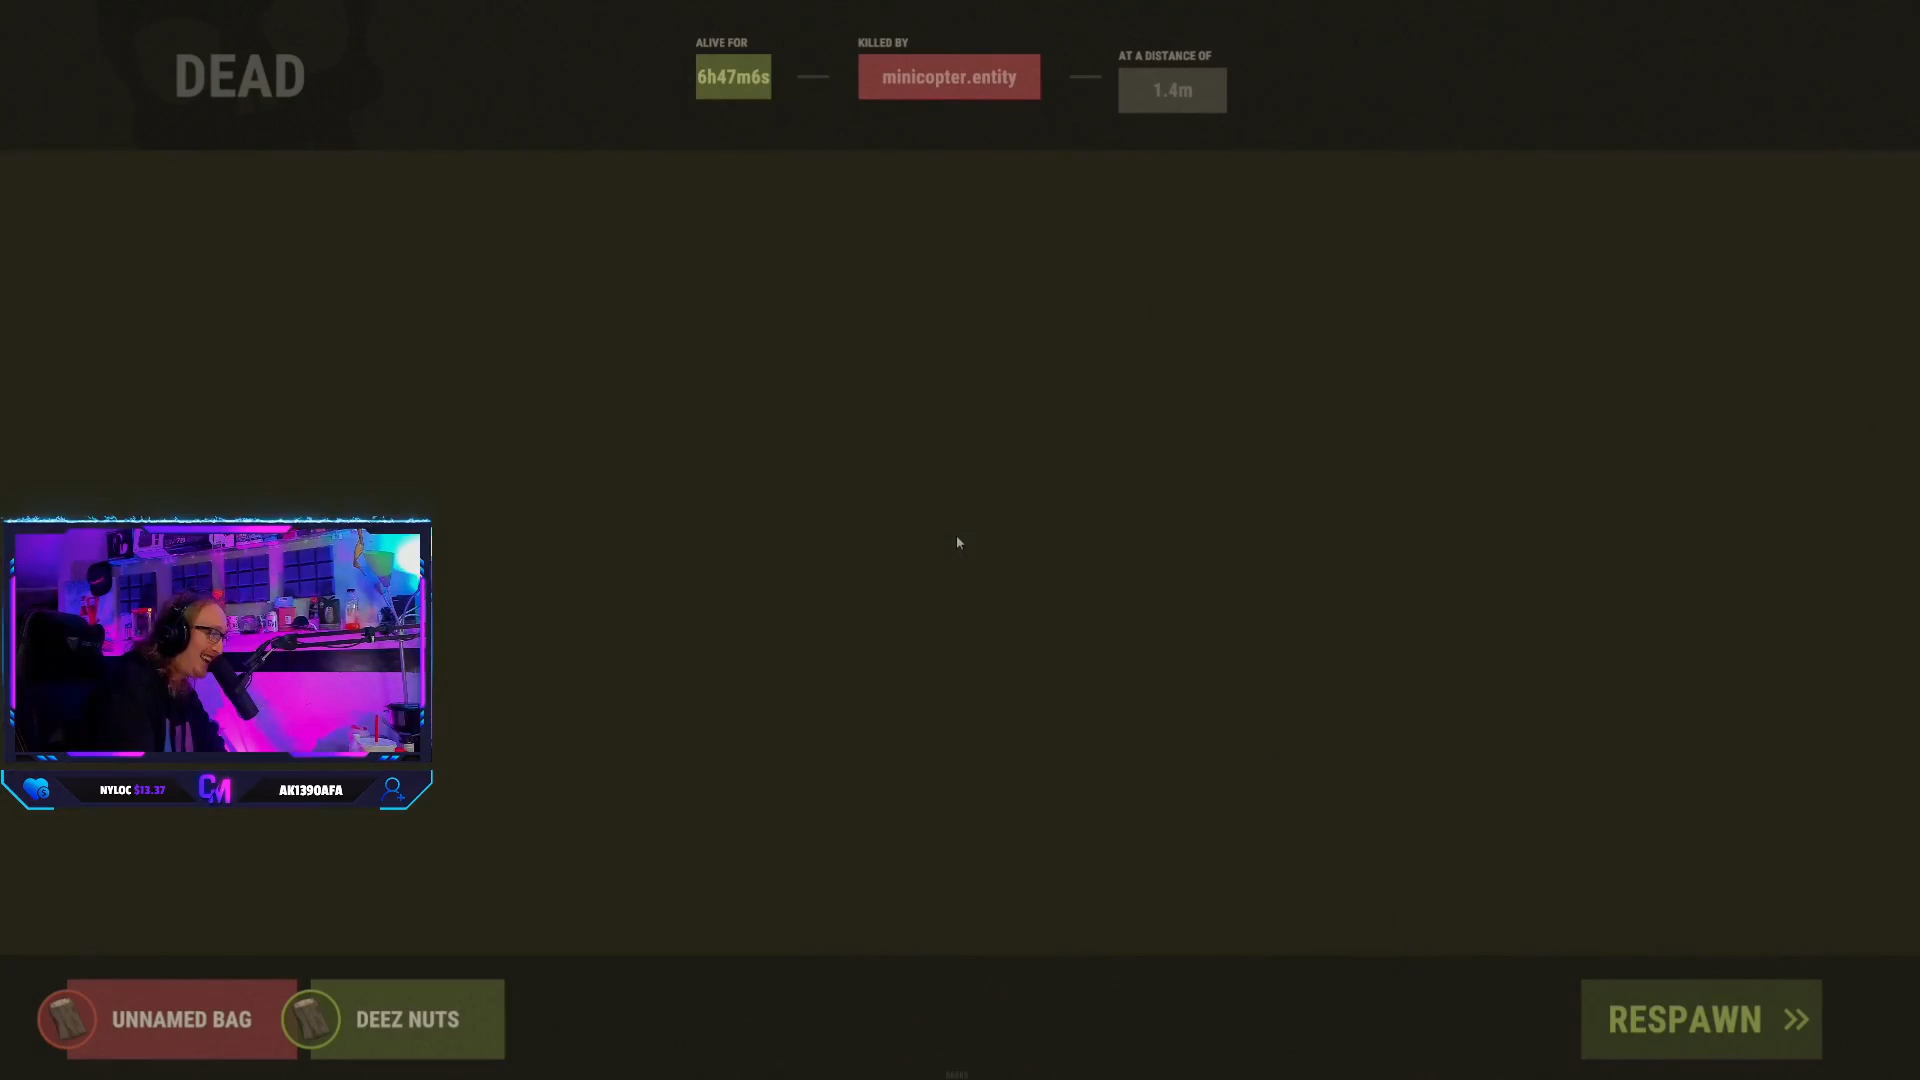 DEAD
ALIVE FOR
6h47m6s
KILLED BY
minicopter.entity
AT A DISTANCE OF
1.4m
NYLOC $13.37
CM
AK1390AFA
UNNAMED BAG
DEEZ NUTS
RESPAWN